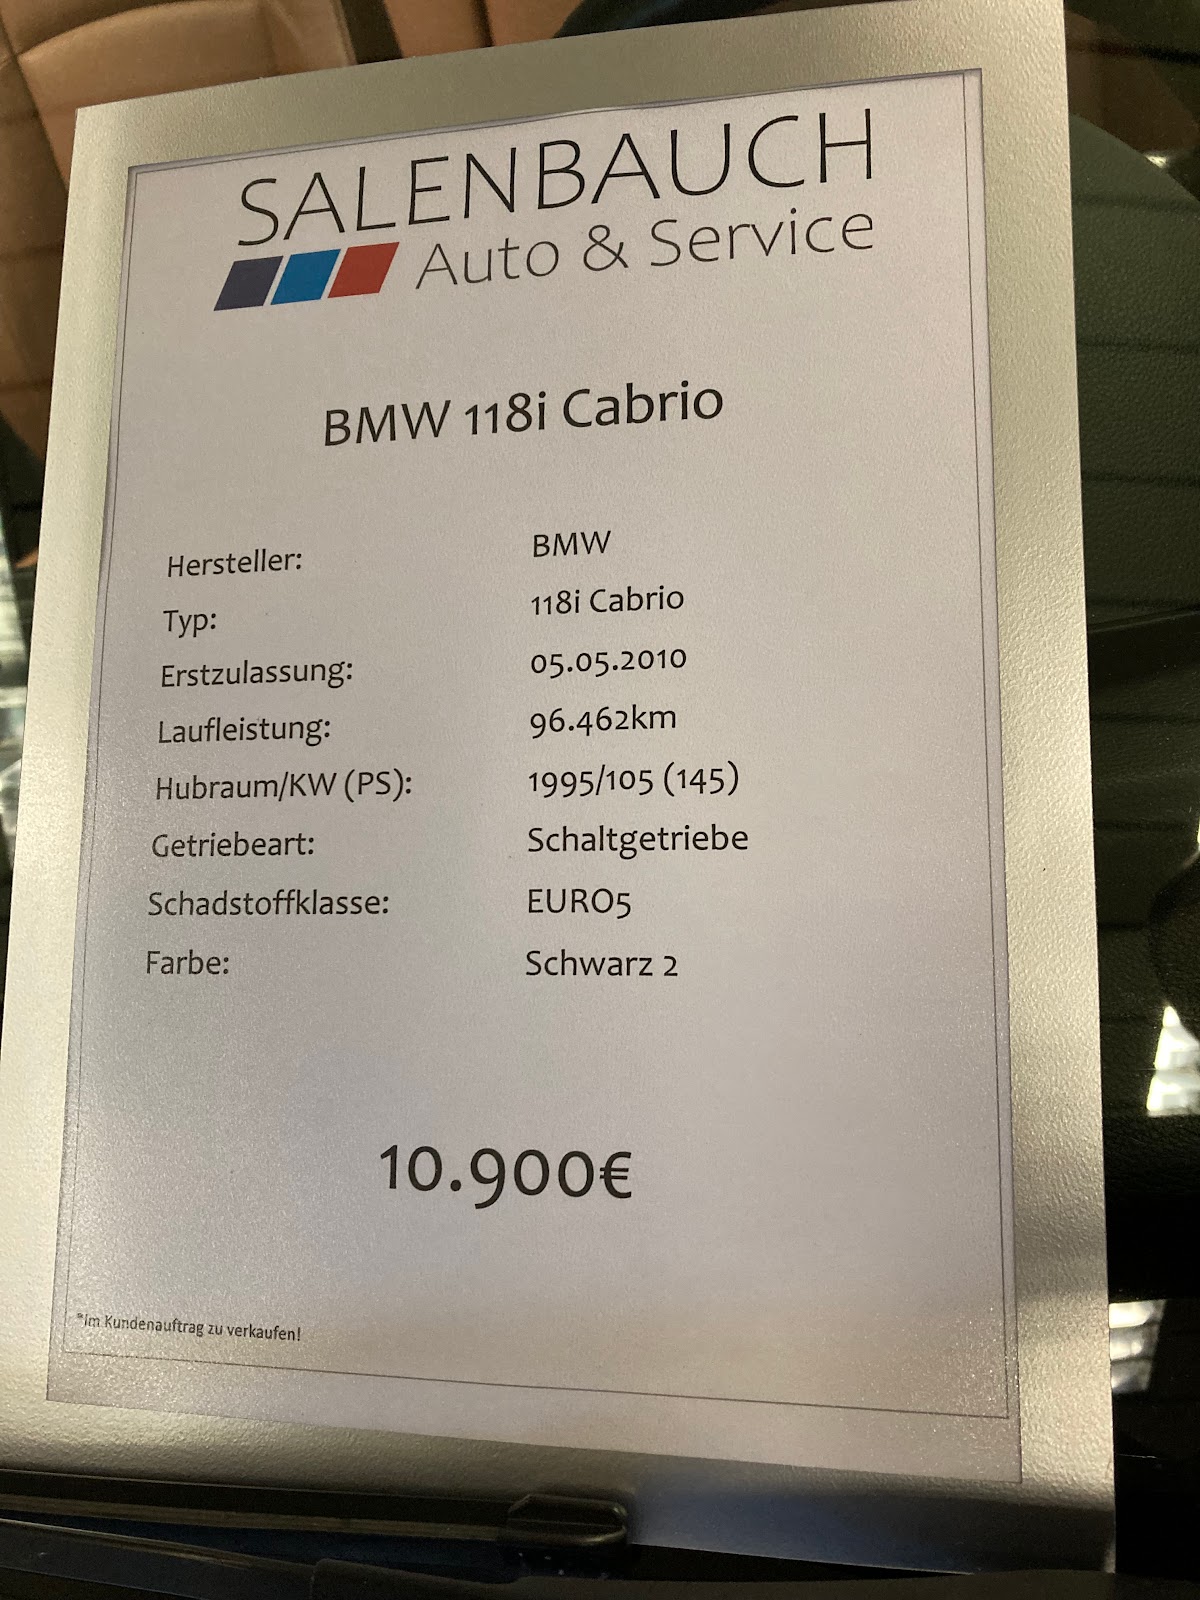 SALENBAUCH
Auto & Service
BMW 118i Cabrio
Hersteller: BMW
Typ: 118i Cabrio
Erstzulassung: 05.05.2010
Laufleistung: 96.462km
Hubraum/KW (PS): 1995/105 (145)
Getriebeart: Schaltgetriebe
Schadstoffklasse: EURO5
Farbe: Schwarz 2
10.900€
*Im Kundenauftrag zu verkaufen!